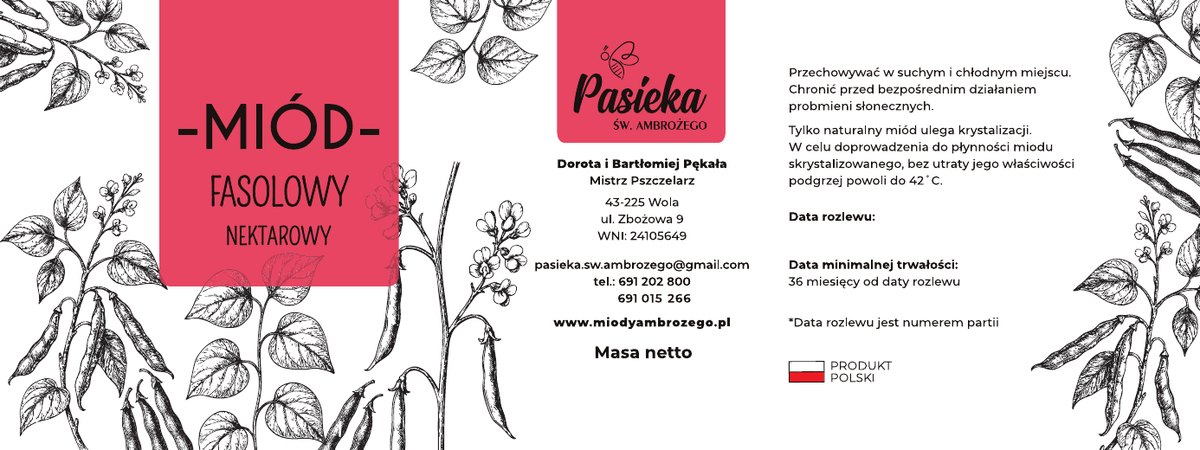 -MIÓD-
FASOLOWY
NEKTAROWY
Pasieka
ŚW. AMBROŻEGO
Dorota i Bartłomiej Pękała
Mistrz Pszczelarz
43-225 Wola
ul. Zbożowa 9
WNI: 24105649
pasieka.sw.ambrozego@gmail.com
tel.: 691 202 800
691 015 266
www.miodyambrozego.pl
Masa netto
Przechowywać w suchym i chłodnym miejscu.
Chronić przed bezpośrednim działaniem
probmieni słonecznych.
Tylko naturalny miód ulega krystalizacji.
W celu doprowadzenia do płynności miodu
skrystalizowanego, bez utraty jego właściwości
podgrzej powoli do 42˚C.
Data rozlewu:
Data minimalnej trwałości:
36 miesięcy od daty rozlewu
*Data rozlewu jest numerem partii
PRODUKT
POLSKI